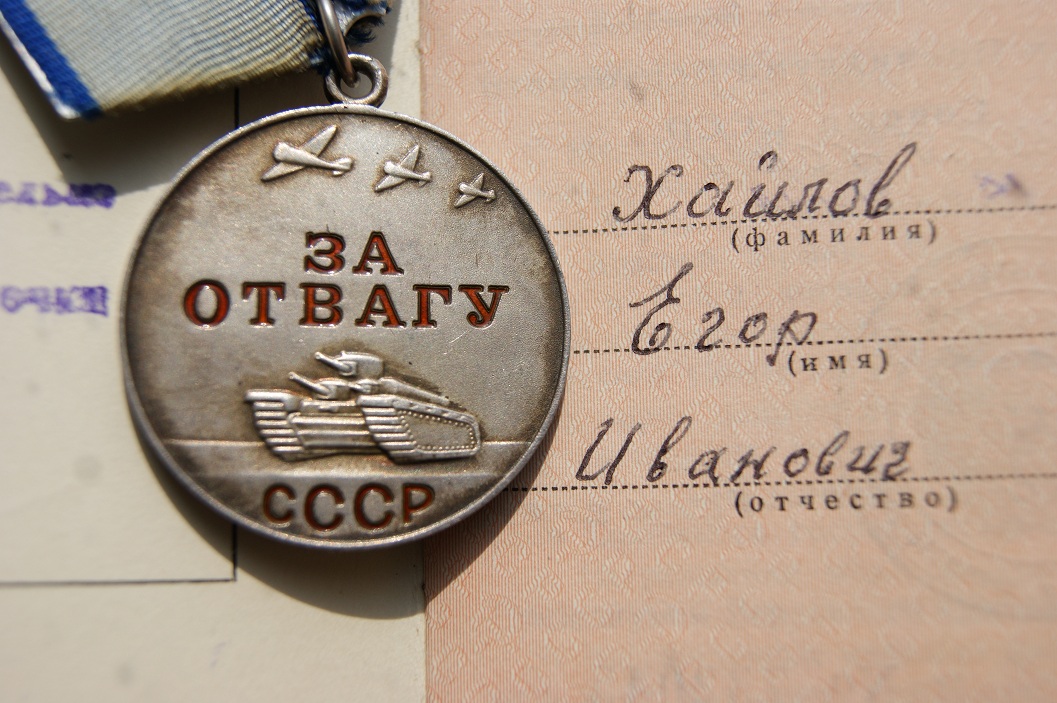 ЗА
ОТВАГУ
СССР
Хайлов
(фамилия)
Егор
(имя)
Иванович
(отчество)